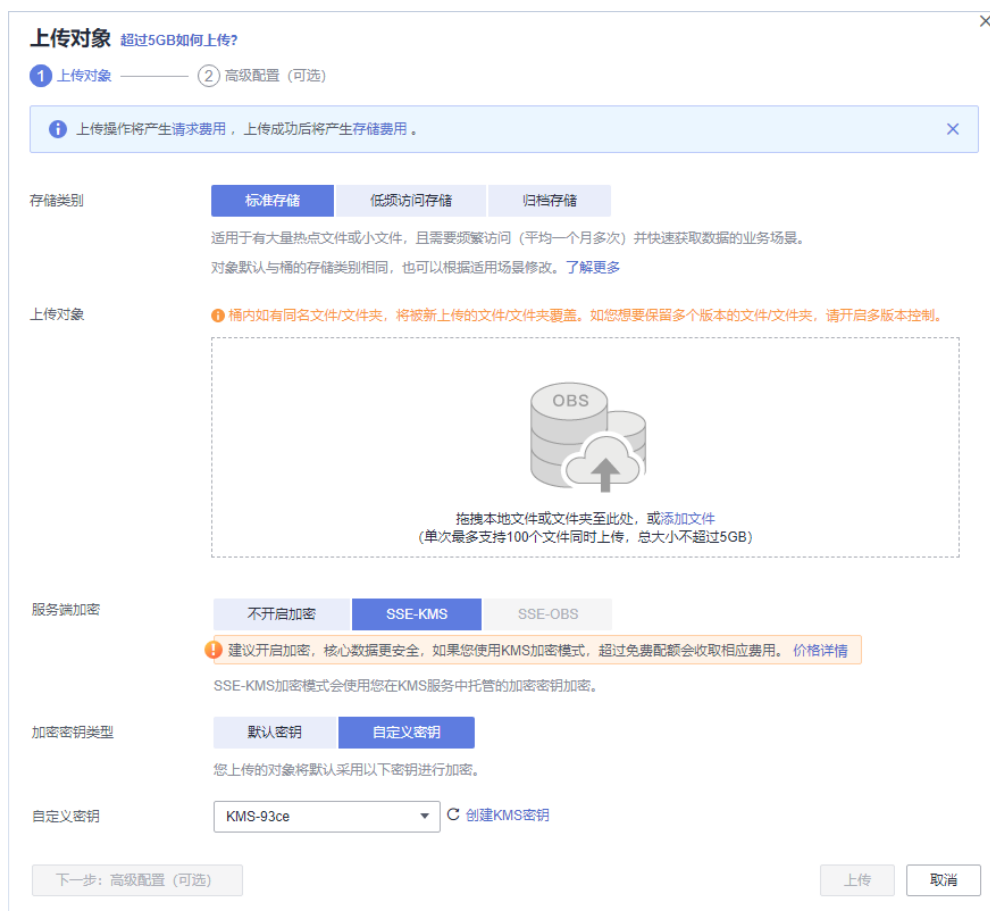 上传对象 超过5GB如何上传?
1 上传对象 2 高级配置（可选）
上传操作将产生请求费用，上传成功后将产生存储费用。
存储类别 标准存储 低频访问存储 归档存储
适用于有大量热点文件或小文件，且需要频繁访问（平均一个月多次）并快速获取数据的业务场景。
对象默认与桶的存储类别相同，也可以根据适用场景修改。了解更多
上传对象 桶内如有同名文件/文件夹，将被新上传的文件/文件夹覆盖。如您想要保留多个版本的文件/文件夹，请开启多版本控制。
OBS
拖拽本地文件或文件夹至此处，或添加文件
(单次最多支持100个文件同时上传，总大小不超过5GB)
服务端加密 不开启加密 SSE-KMS SSE-OBS
建议开启加密，核心数据更安全，如果您使用KMS加密模式，超过免费配额会收取相应费用。 价格详情
SSE-KMS加密模式会使用您在KMS服务中托管的加密密钥加密。
加密密钥类型 默认密钥 自定义密钥
您上传的对象将默认采用以下密钥进行加密。
自定义密钥 KMS-93ce 创建KMS密钥
下一步：高级配置（可选） 上传 取消